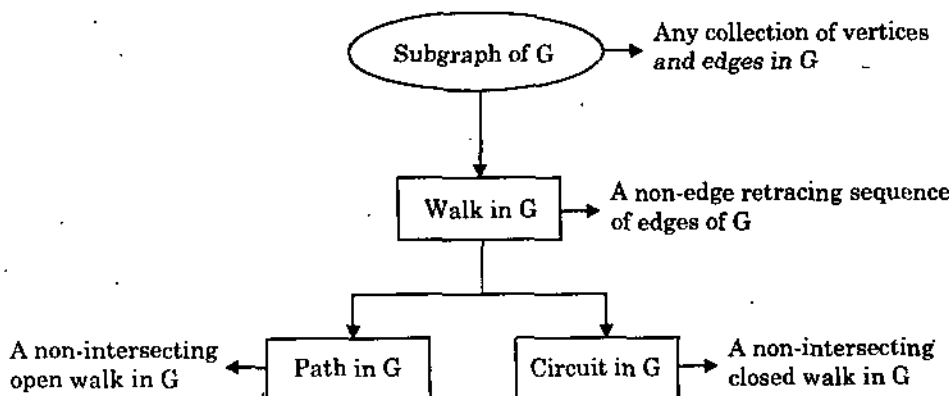 Subgraph of G
Any collection of vertices
and edges in G
Walk in G
A non-edge retracing sequence
of edges of G
A non-intersecting
open walk in G
Path in G
Circuit in G
A non-intersecting
closed walk in G